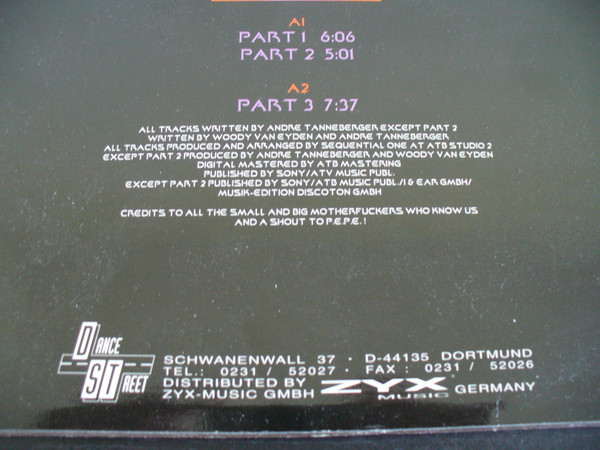 A1
PART 1 6:06
PART 2 5:01
A2
PART 3 7:37
ALL TRACKS WRITTEN BY ANDRE TANNEBERGER EXCEPT PART 2
WRITTEN BY WOODY VAN EYDEN AND ANDRE TANNEBERGER
ALL TRACKS PRODUCED AND ARRANGED BY SEQUENTIAL ONE AT ATB STUDIO 2
EXCEPT PART 2 PRODUCED BY ANDRE TANNEBERGER AND WOODY VAN EYDEN
DIGITAL MASTERED BY ATB MASTERING
PUBLISHED BY SONY/ATV MUSIC PUBL.
EXCEPT PART 2 PUBLISHED BY SONY/ATB MUSIC PUBL./I & EAR GMBH/
MUSIK-EDITION DISCOTON GMBH
CREDITS TO ALL THE SMALL AND BIG MOTHERFUCKERS WHO KNOW US
AND A SHOUT TO P.E.P.E.!
DANCE
STREET
SCHWANENWALL 37 · D-44135 DORTMUND
TEL.: 0231 / 52027 · FAX: 0231 / 52026
DISTRIBUTED BY ZYX MUSIC GERMANY
ZYX-MUSIC GMBH